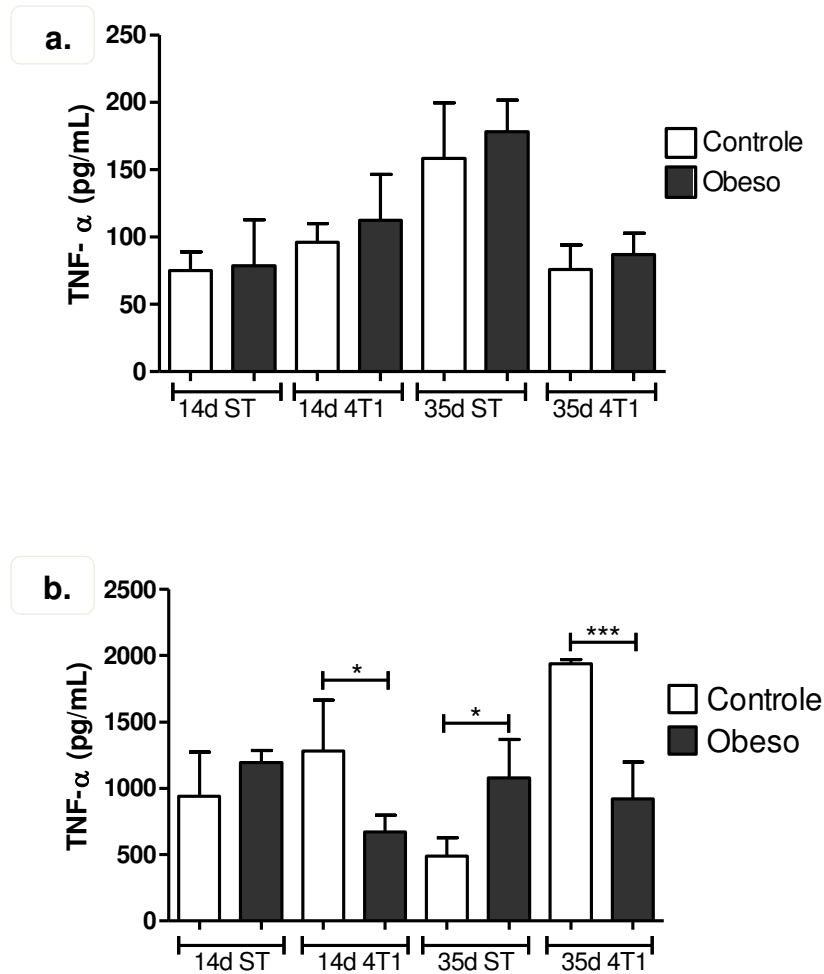 a.
TNF- α (pg/mL)
250
200
150
100
50
0
Controle
Obeso
14d ST 14d 4T1 35d ST 35d 4T1
b.
TNF-α (pg/mL)
2500
2000
1500
1000
500
0
*
*
***
Controle
Obeso
14d ST 14d 4T1 35d ST 35d 4T1